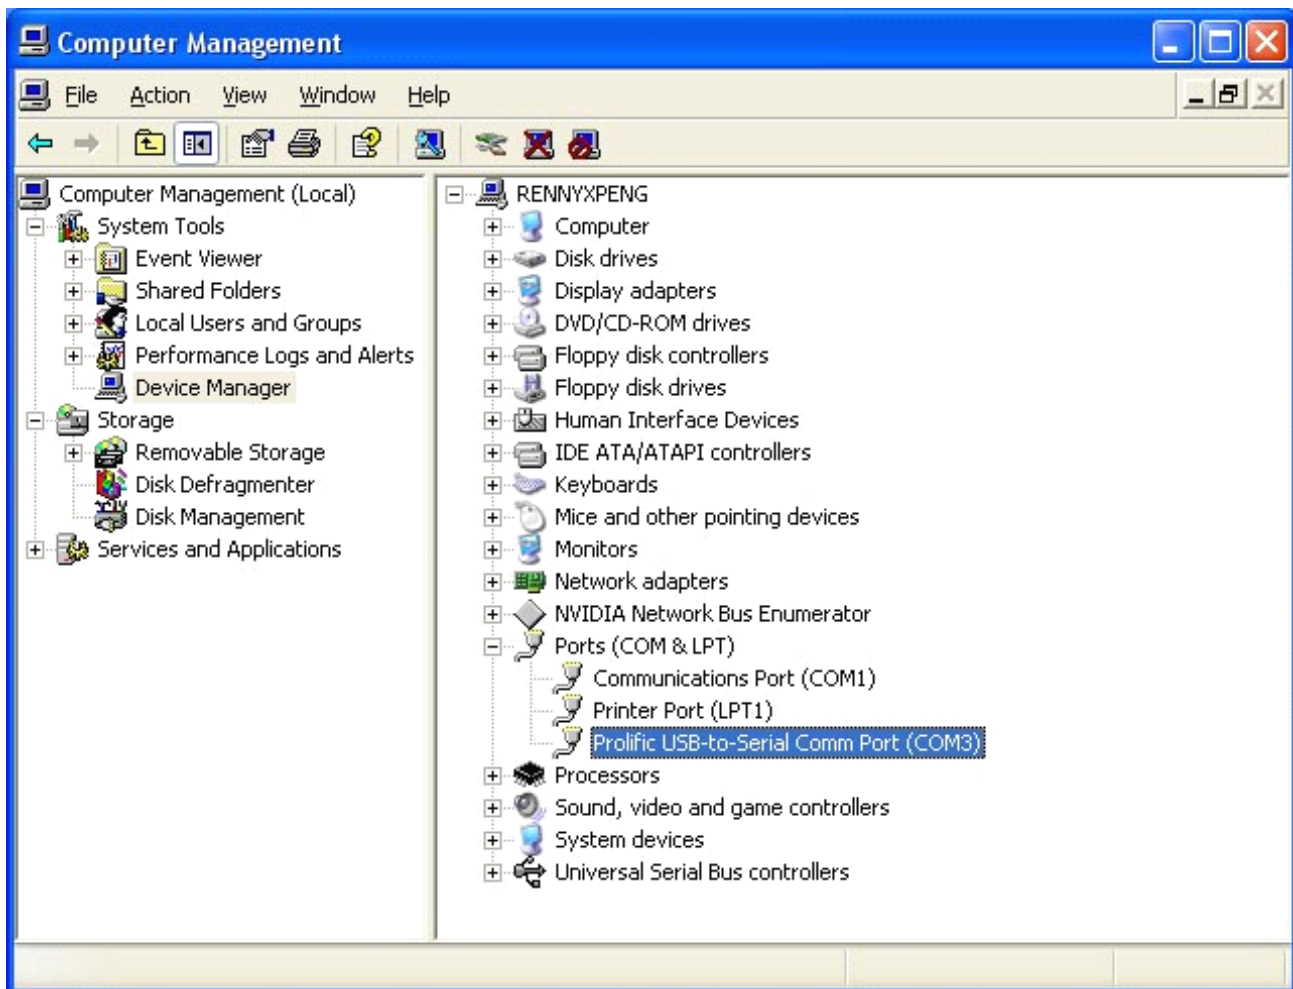 Computer Management
File Action View Window Help
Computer Management (Local)
System Tools
Event Viewer
Shared Folders
Local Users and Groups
Performance Logs and Alerts
Device Manager
Storage
Removable Storage
Disk Defragmenter
Disk Management
Services and Applications
RENNYXPENG
Computer
Disk drives
Display adapters
DVD/CD-ROM drives
Floppy disk controllers
Floppy disk drives
Human Interface Devices
IDE ATA/ATAPI controllers
Keyboards
Mice and other pointing devices
Monitors
Network adapters
NVIDIA Network Bus Enumerator
Ports (COM & LPT)
Communications Port (COM1)
Printer Port (LPT1)
Prolific USB-to-Serial Comm Port (COM3)
Processors
Sound, video and game controllers
System devices
Universal Serial Bus controllers